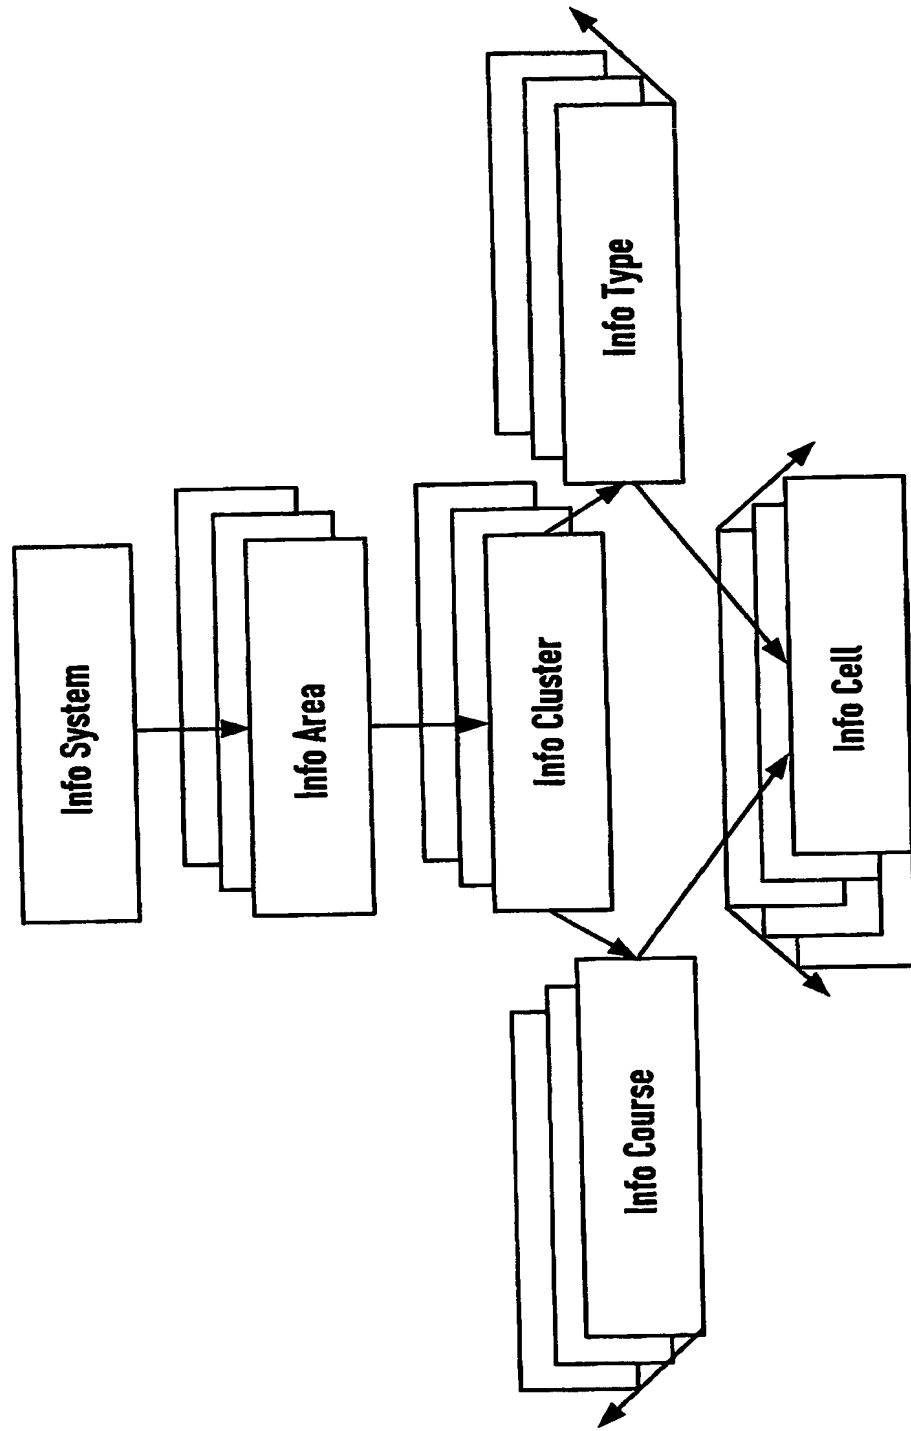 Info System
Info Area
Info Cluster
Info Course
Info Type
Info Cell